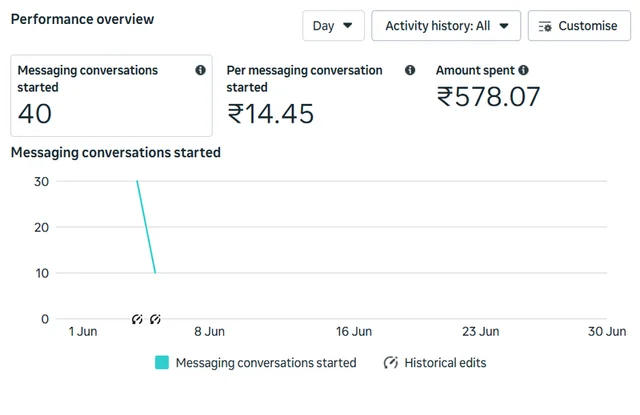 Performance overview
Day
Activity history: All
Customise
Messaging conversations
started
40
Per messaging conversation
started
₹14.45
Amount spent
₹578.07
Messaging conversations started
30
20
10
0
1 Jun
8 Jun
16 Jun
23 Jun
30 Jun
Messaging conversations started
Historical edits